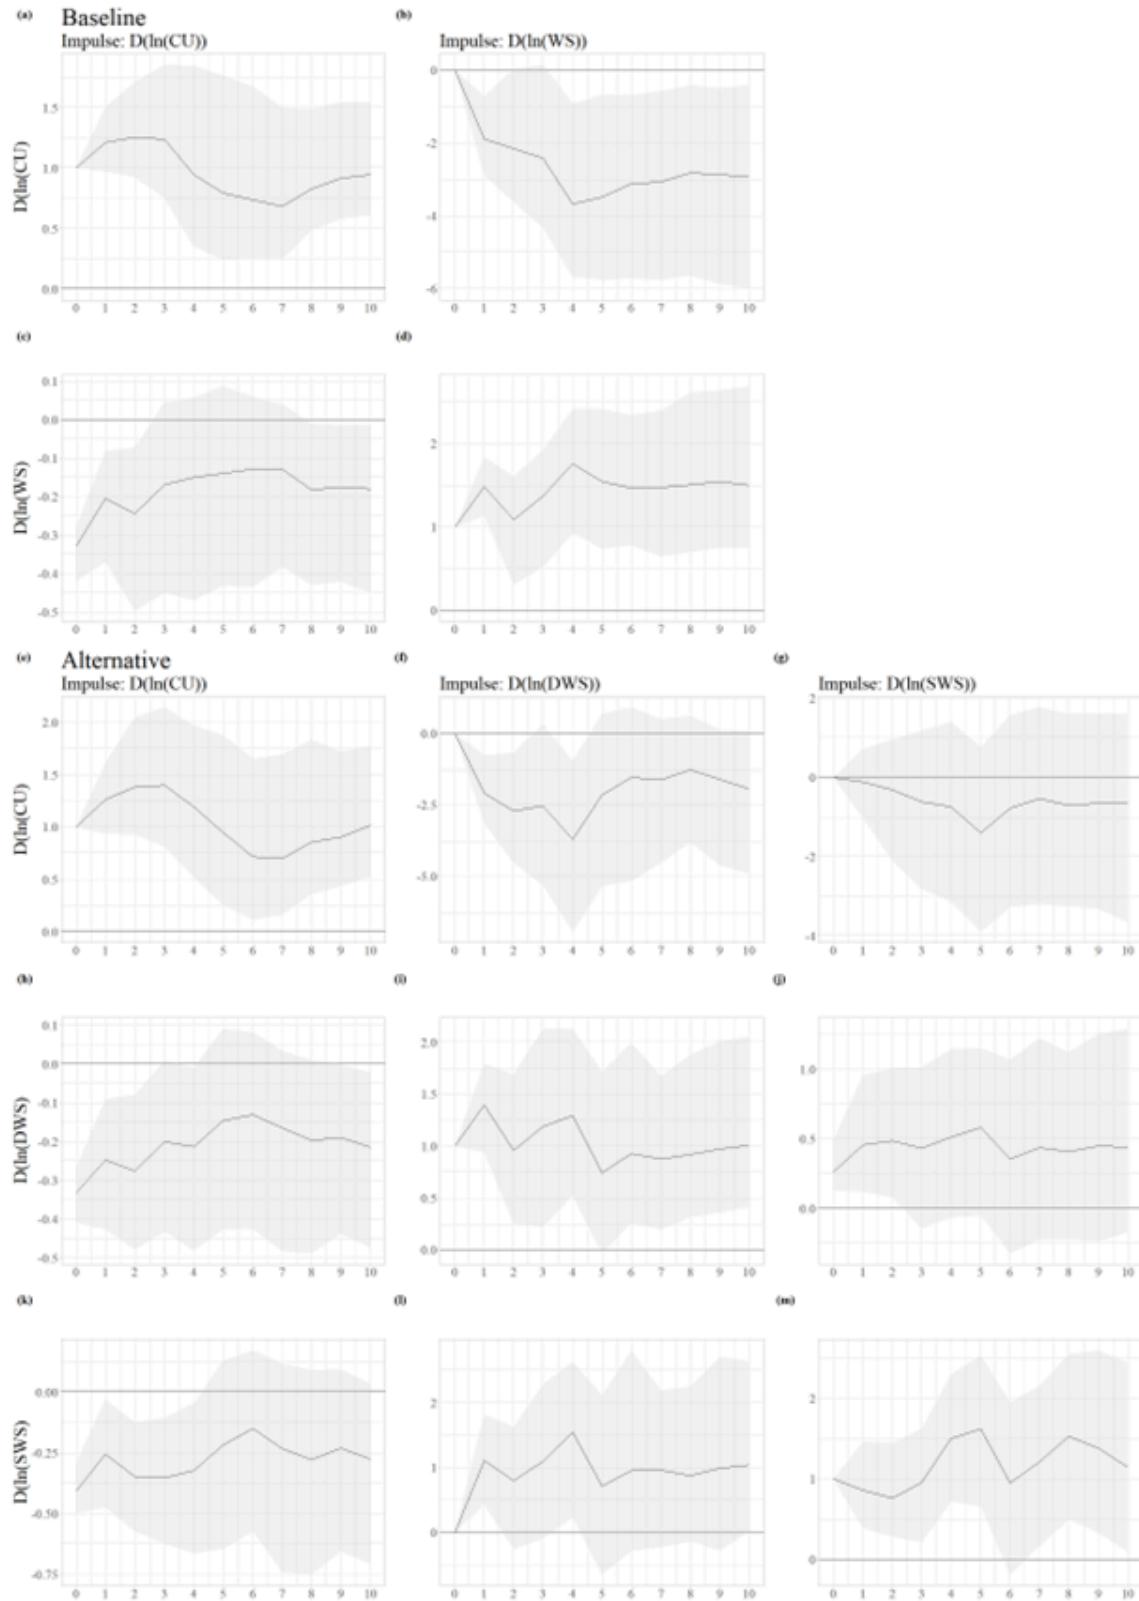 (a) Baseline (b)
Impulse: D(ln(CU)) Impulse: D(ln(WS))
D(ln(CU))
1.5
1.0
0.5
0.0
0 1 2 3 4 5 6 7 8 9 10
0
-2
-4
-6
0 1 2 3 4 5 6 7 8 9 10
(c) (d)
D(ln(WS))
0.1
0.0
-0.1
-0.2
-0.3
-0.4
-0.5
0 1 2 3 4 5 6 7 8 9 10
2
1
0
0 1 2 3 4 5 6 7 8 9 10
(e) Alternative (f) (g)
Impulse: D(ln(CU)) Impulse: D(ln(DWS)) Impulse: D(ln(SWS))
D(ln(CU))
2.0
1.5
1.0
0.5
0.0
0 1 2 3 4 5 6 7 8 9 10
0.0
-2.5
-5.0
0 1 2 3 4 5 6 7 8 9 10
2
0
-2
-4
0 1 2 3 4 5 6 7 8 9 10
(h) (i) (j)
D(ln(DWS))
0.1
0.0
-0.1
-0.2
-0.3
-0.4
-0.5
0 1 2 3 4 5 6 7 8 9 10
2.0
1.5
1.0
0.5
0.0
0 1 2 3 4 5 6 7 8 9 10
1.0
0.5
0.0
0 1 2 3 4 5 6 7 8 9 10
(k) (l) (m)
D(ln(SWS))
0.00
-0.25
-0.50
-0.75
0 1 2 3 4 5 6 7 8 9 10
2
1
0
0 1 2 3 4 5 6 7 8 9 10
2
1
0
0 1 2 3 4 5 6 7 8 9 10